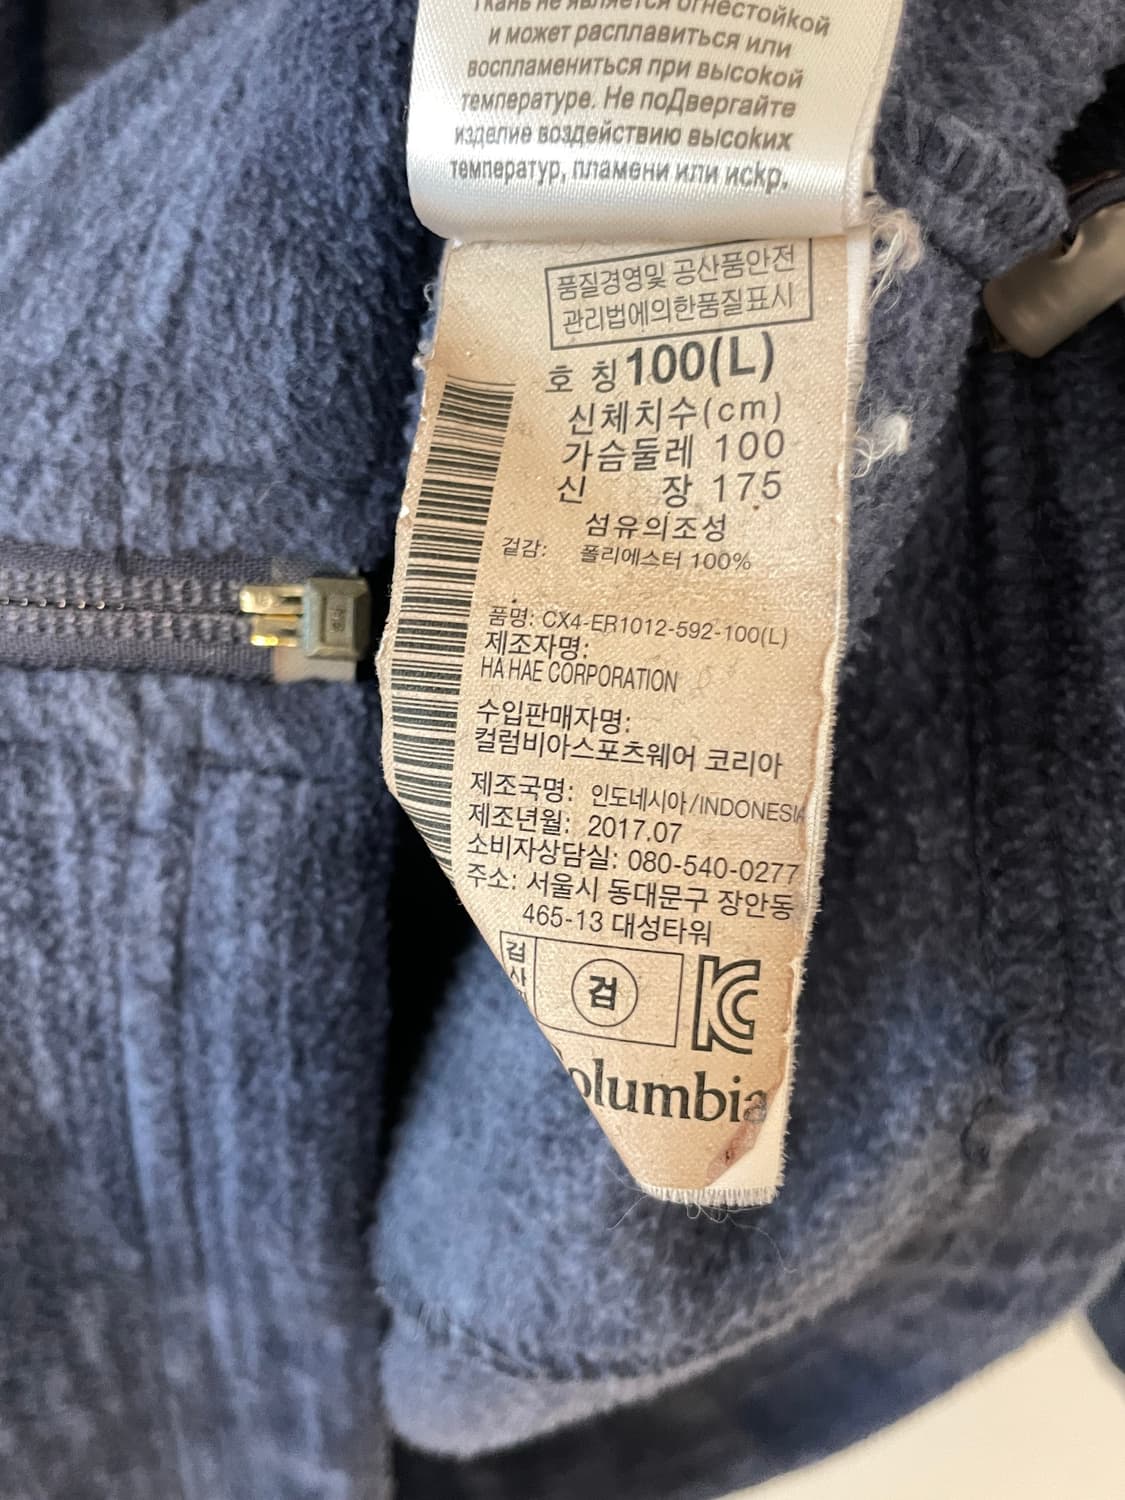 Ткань не является огнестойкой
и может расплавиться или
воспламениться при высокой
температуре. Не поДвергайте
изделие воздействию высоких
температур, пламени или искр.
품질경영및 공산품안전
관리법에의한품질표시
호 칭 100(L)
신체치수(cm)
가슴둘레 100
신 장 175
섬유의조성
겉감: 폴리에스터 100%
품명: CX4-ER1012-592-100(L)
제조자명:
HA HAE CORPORATION
수입판매자명:
컬럼비아스포츠웨어 코리아
제조국명: 인도네시아/INDONESIA
제조년월: 2017.07
소비자상담실: 080-540-0277
주소: 서울시 동대문구 장안동
465-13 대성타워
검사
검
KC
Columbia